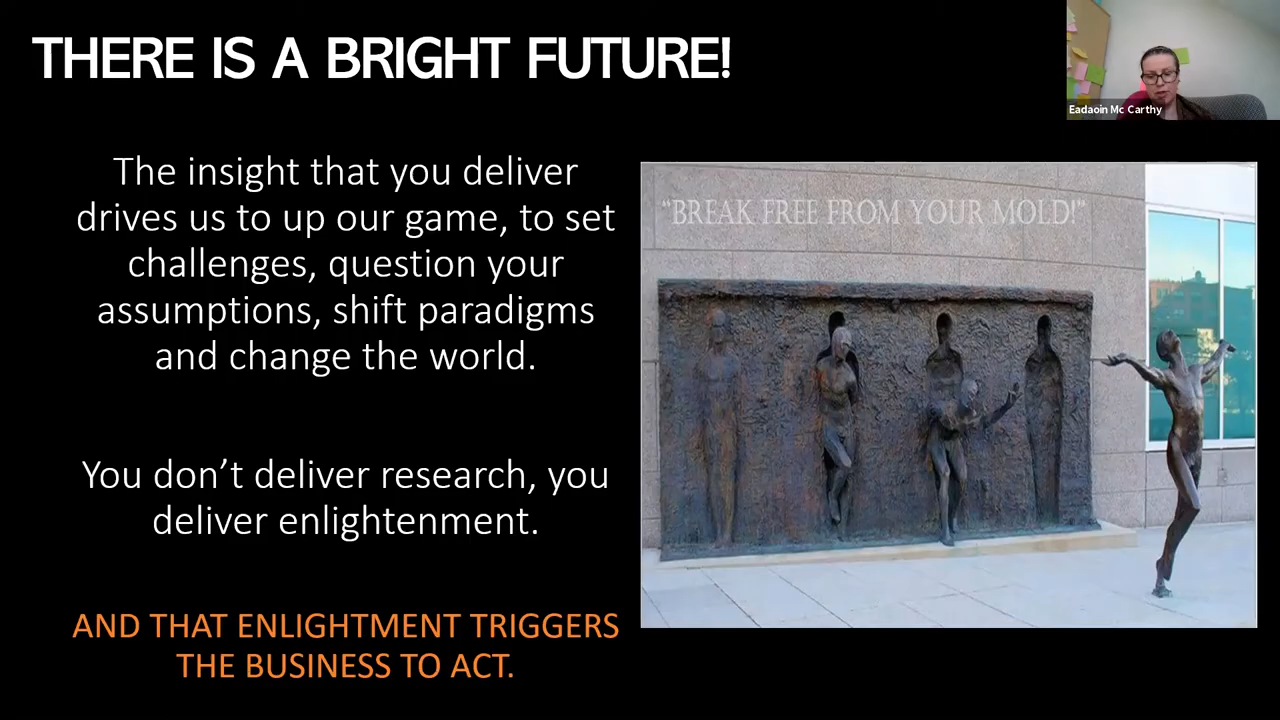 THERE IS A BRIGHT FUTURE!
Eadaoin Mc Carthy
The insight that you deliver
drives us to up our game, to set
challenges, question your
assumptions, shift paradigms
and change the world.
"BREAK FREE FROM YOUR MOLD!"
You don’t deliver research, you
deliver enlightenment.
AND THAT ENLIGHTMENT TRIGGERS
THE BUSINESS TO ACT.